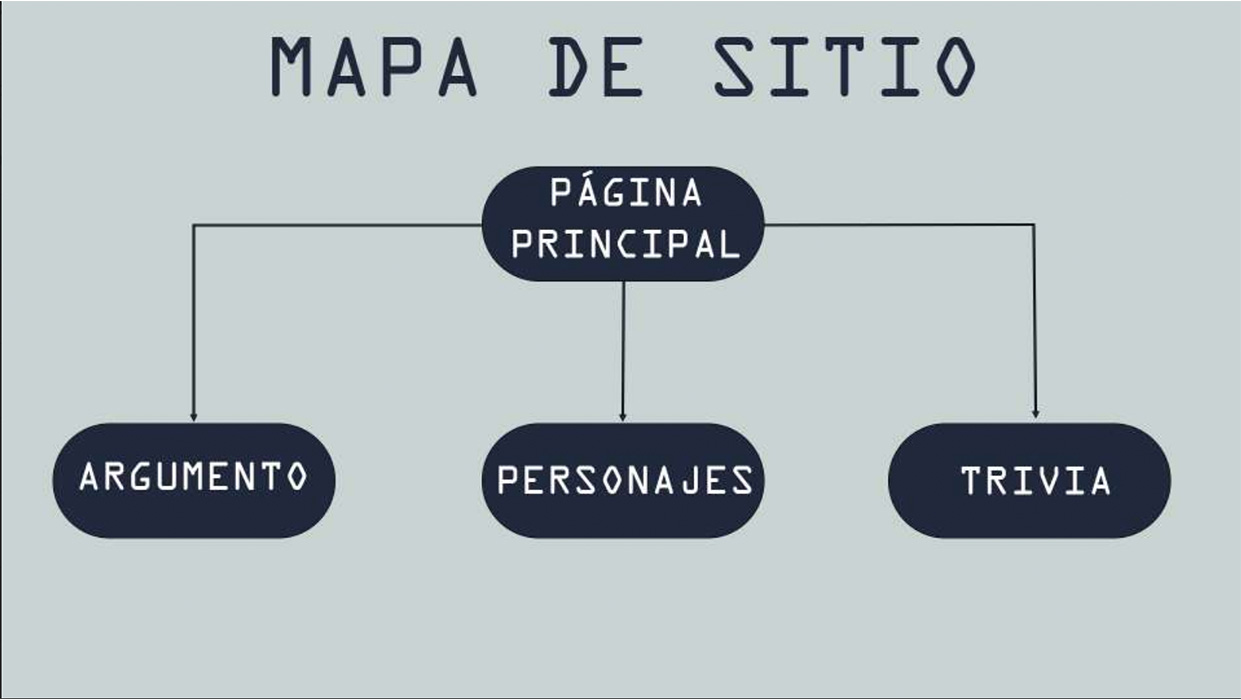 MAPA DE SITIO
PÁGINA
PRINCIPAL
ARGUMENTO
PERSONAJES
TRIVIA